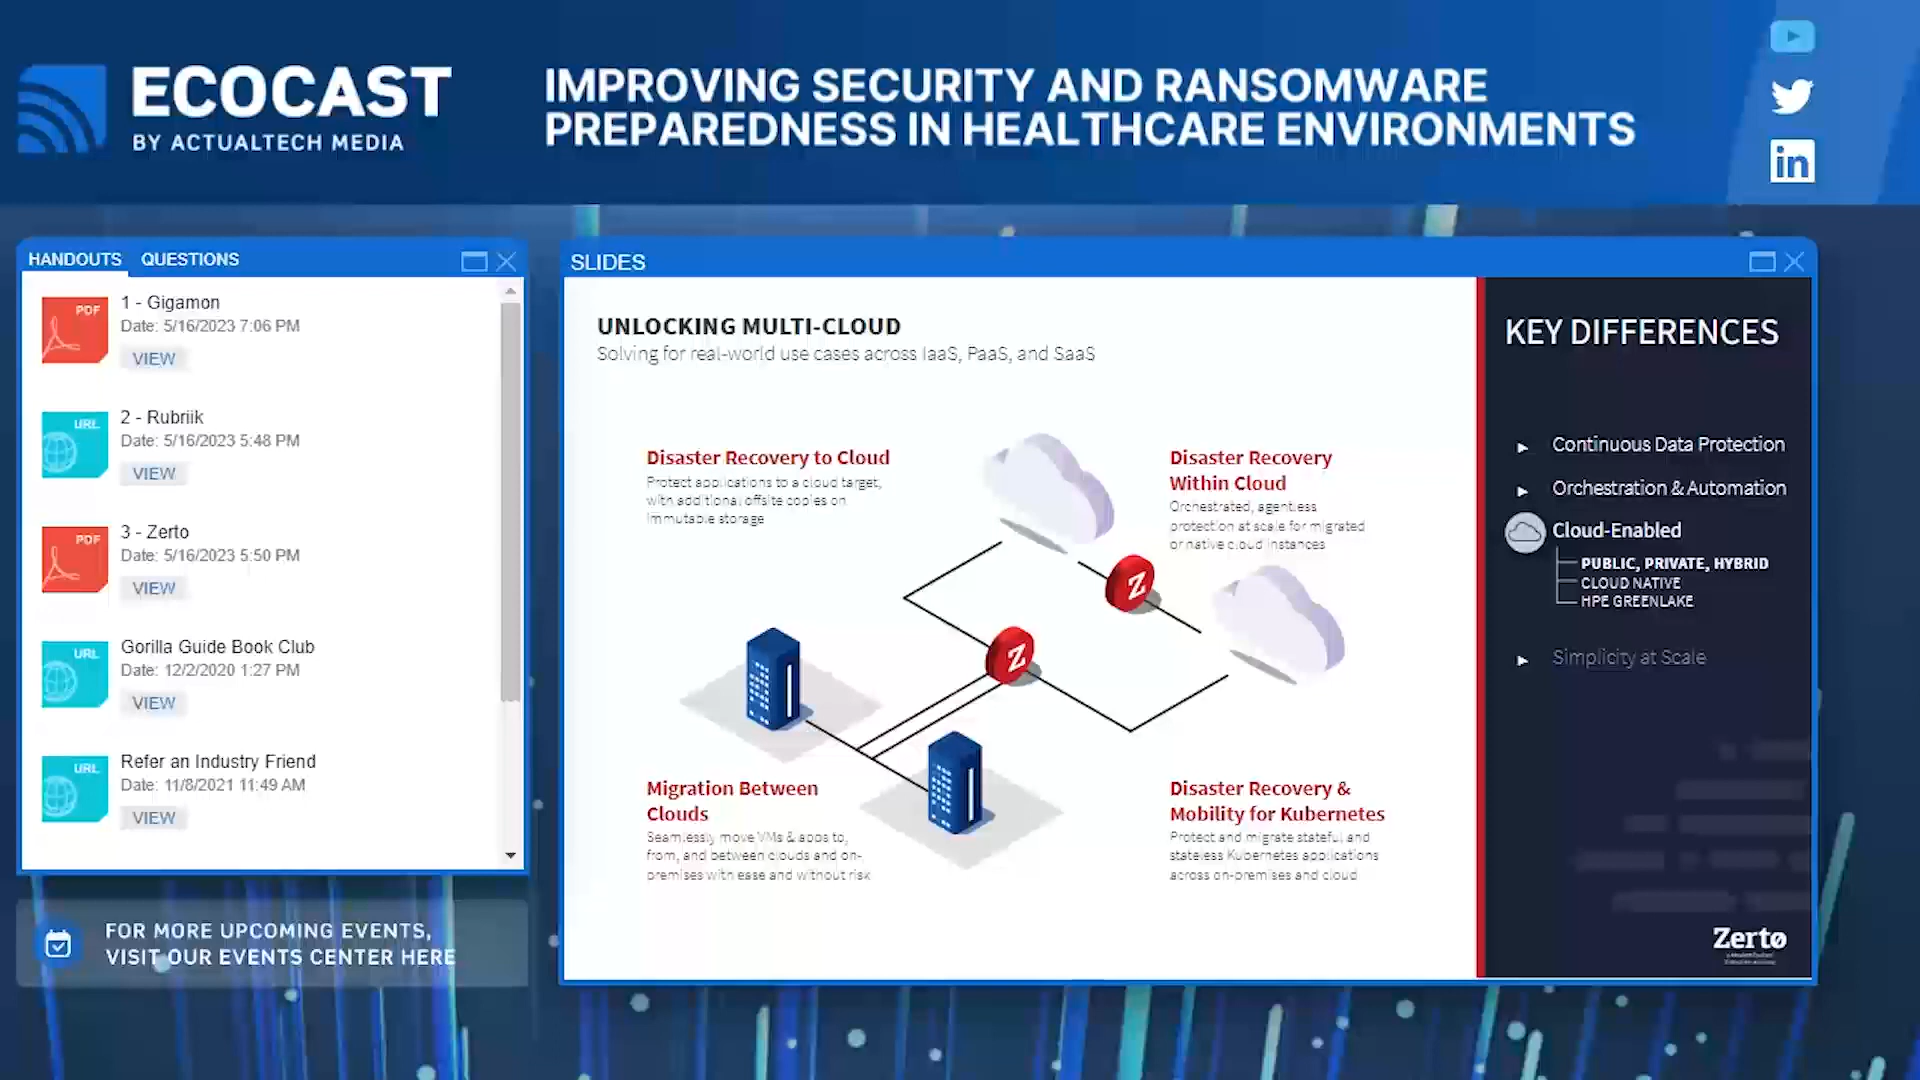 ECOCAST
BY ACTUALTECH MEDIA
IMPROVING SECURITY AND RANSOMWARE
PREPAREDNESS IN HEALTHCARE ENVIRONMENTS
in
HANDOUTS QUESTIONS
PDF
1 - Gigamon
Date: 5/16/2023 7:06 PM
VIEW
URL
2 - Rubriik
Date: 5/16/2023 5:48 PM
VIEW
PDF
3 - Zerto
Date: 5/16/2023 5:50 PM
VIEW
URL
Gorilla Guide Book Club
Date: 12/2/2020 1:27 PM
VIEW
URL
Refer an Industry Friend
Date: 11/8/2021 11:49 AM
VIEW
FOR MORE UPCOMING EVENTS,
VISIT OUR EVENTS CENTER HERE
SLIDES
UNLOCKING MULTI-CLOUD
Solving for real-world use cases across IaaS, PaaS, and SaaS
Disaster Recovery to Cloud
Protect applications to a cloud target,
with additional offsite copies on
immutable storage
Disaster Recovery
Within Cloud
Orchestrated, agentless
protection at scale for migrated
or native cloud instances
Z
Z
Migration Between
Clouds
Seamlessly move VMs & apps to,
from, and between clouds and on-
premises with ease and without risk
Disaster Recovery &
Mobility for Kubernetes
Protect and migrate stateful and
stateless Kubernetes applications
across on-premises and cloud
KEY DIFFERENCES
Continuous Data Protection
Orchestration & Automation
Cloud-Enabled
PUBLIC, PRIVATE, HYBRID
CLOUD NATIVE
HPE GREENLAKE
Simplicity at Scale
Zerto